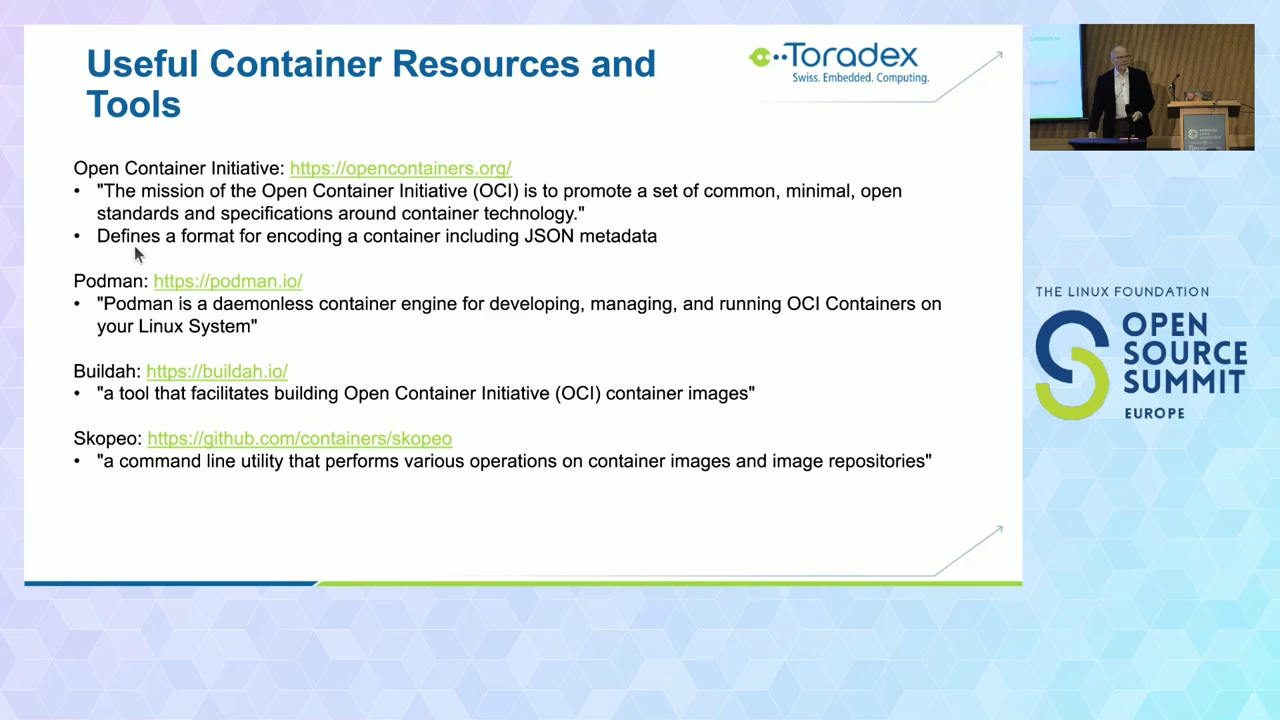 Useful Container Resources and
Tools
Toradex
Swiss. Embedded. Computing.
Open Container Initiative: https://opencontainers.org/
• "The mission of the Open Container Initiative (OCI) is to promote a set of common, minimal, open
standards and specifications around container technology."
• Defines a format for encoding a container including JSON metadata
Podman: https://podman.io/
• "Podman is a daemonless container engine for developing, managing, and running OCI Containers on
your Linux System"
Buildah: https://buildah.io/
• "a tool that facilitates building Open Container Initiative (OCI) container images"
Skopeo: https://github.com/containers/skopeo
• "a command line utility that performs various operations on container images and image repositories"
THE LINUX FOUNDATION
OPEN
SOURCE
SUMMIT
EUROPE